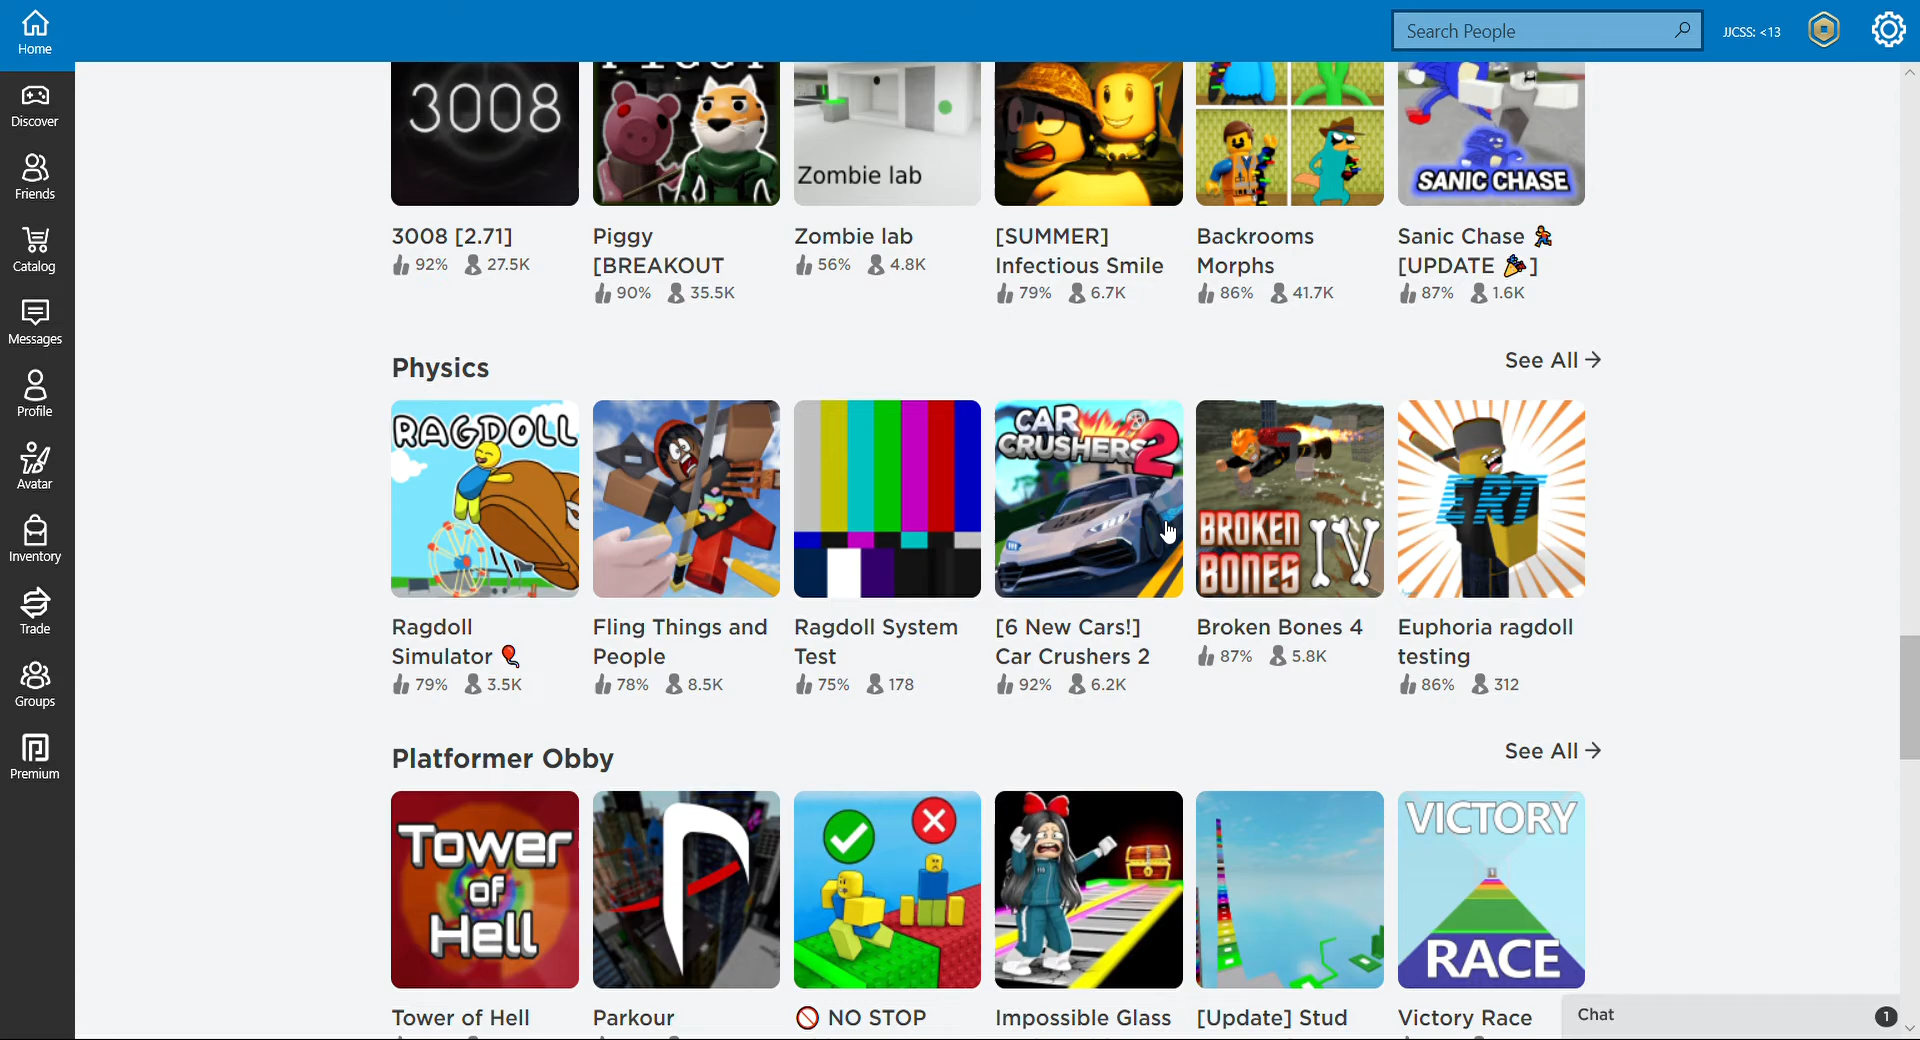 Home
Search People
JJCSS: <13
Discover
Friends
Catalog
Messages
Profile
Avatar
Inventory
Trade
Groups
Premium
3008
Zombie lab
SANIC CHASE
3008 [2.71]
92% 27.5K
Piggy
[BREAKOUT
90% 35.5K
Zombie lab
56% 4.8K
[SUMMER]
Infectious Smile
79% 6.7K
Backrooms
Morphs
86% 41.7K
Sanic Chase 🏃
[UPDATE 🎉]
87% 1.6K
Physics
See All →
RAGDOLL
CAR
CRUSHERS 2
BROKEN
BONES IV
ERT
Ragdoll
Simulator 🎈
79% 3.5K
Fling Things and
People
78% 8.5K
Ragdoll System
Test
75% 178
[6 New Cars!]
Car Crushers 2
92% 6.2K
Broken Bones 4
87% 5.8K
Euphoria ragdoll
testing
86% 312
Platformer Obby
See All →
Tower
of
Hell
VICTORY
RACE
Tower of Hell
Parkour
🚫 NO STOP
Impossible Glass
[Update] Stud
Victory Race
Chat
1